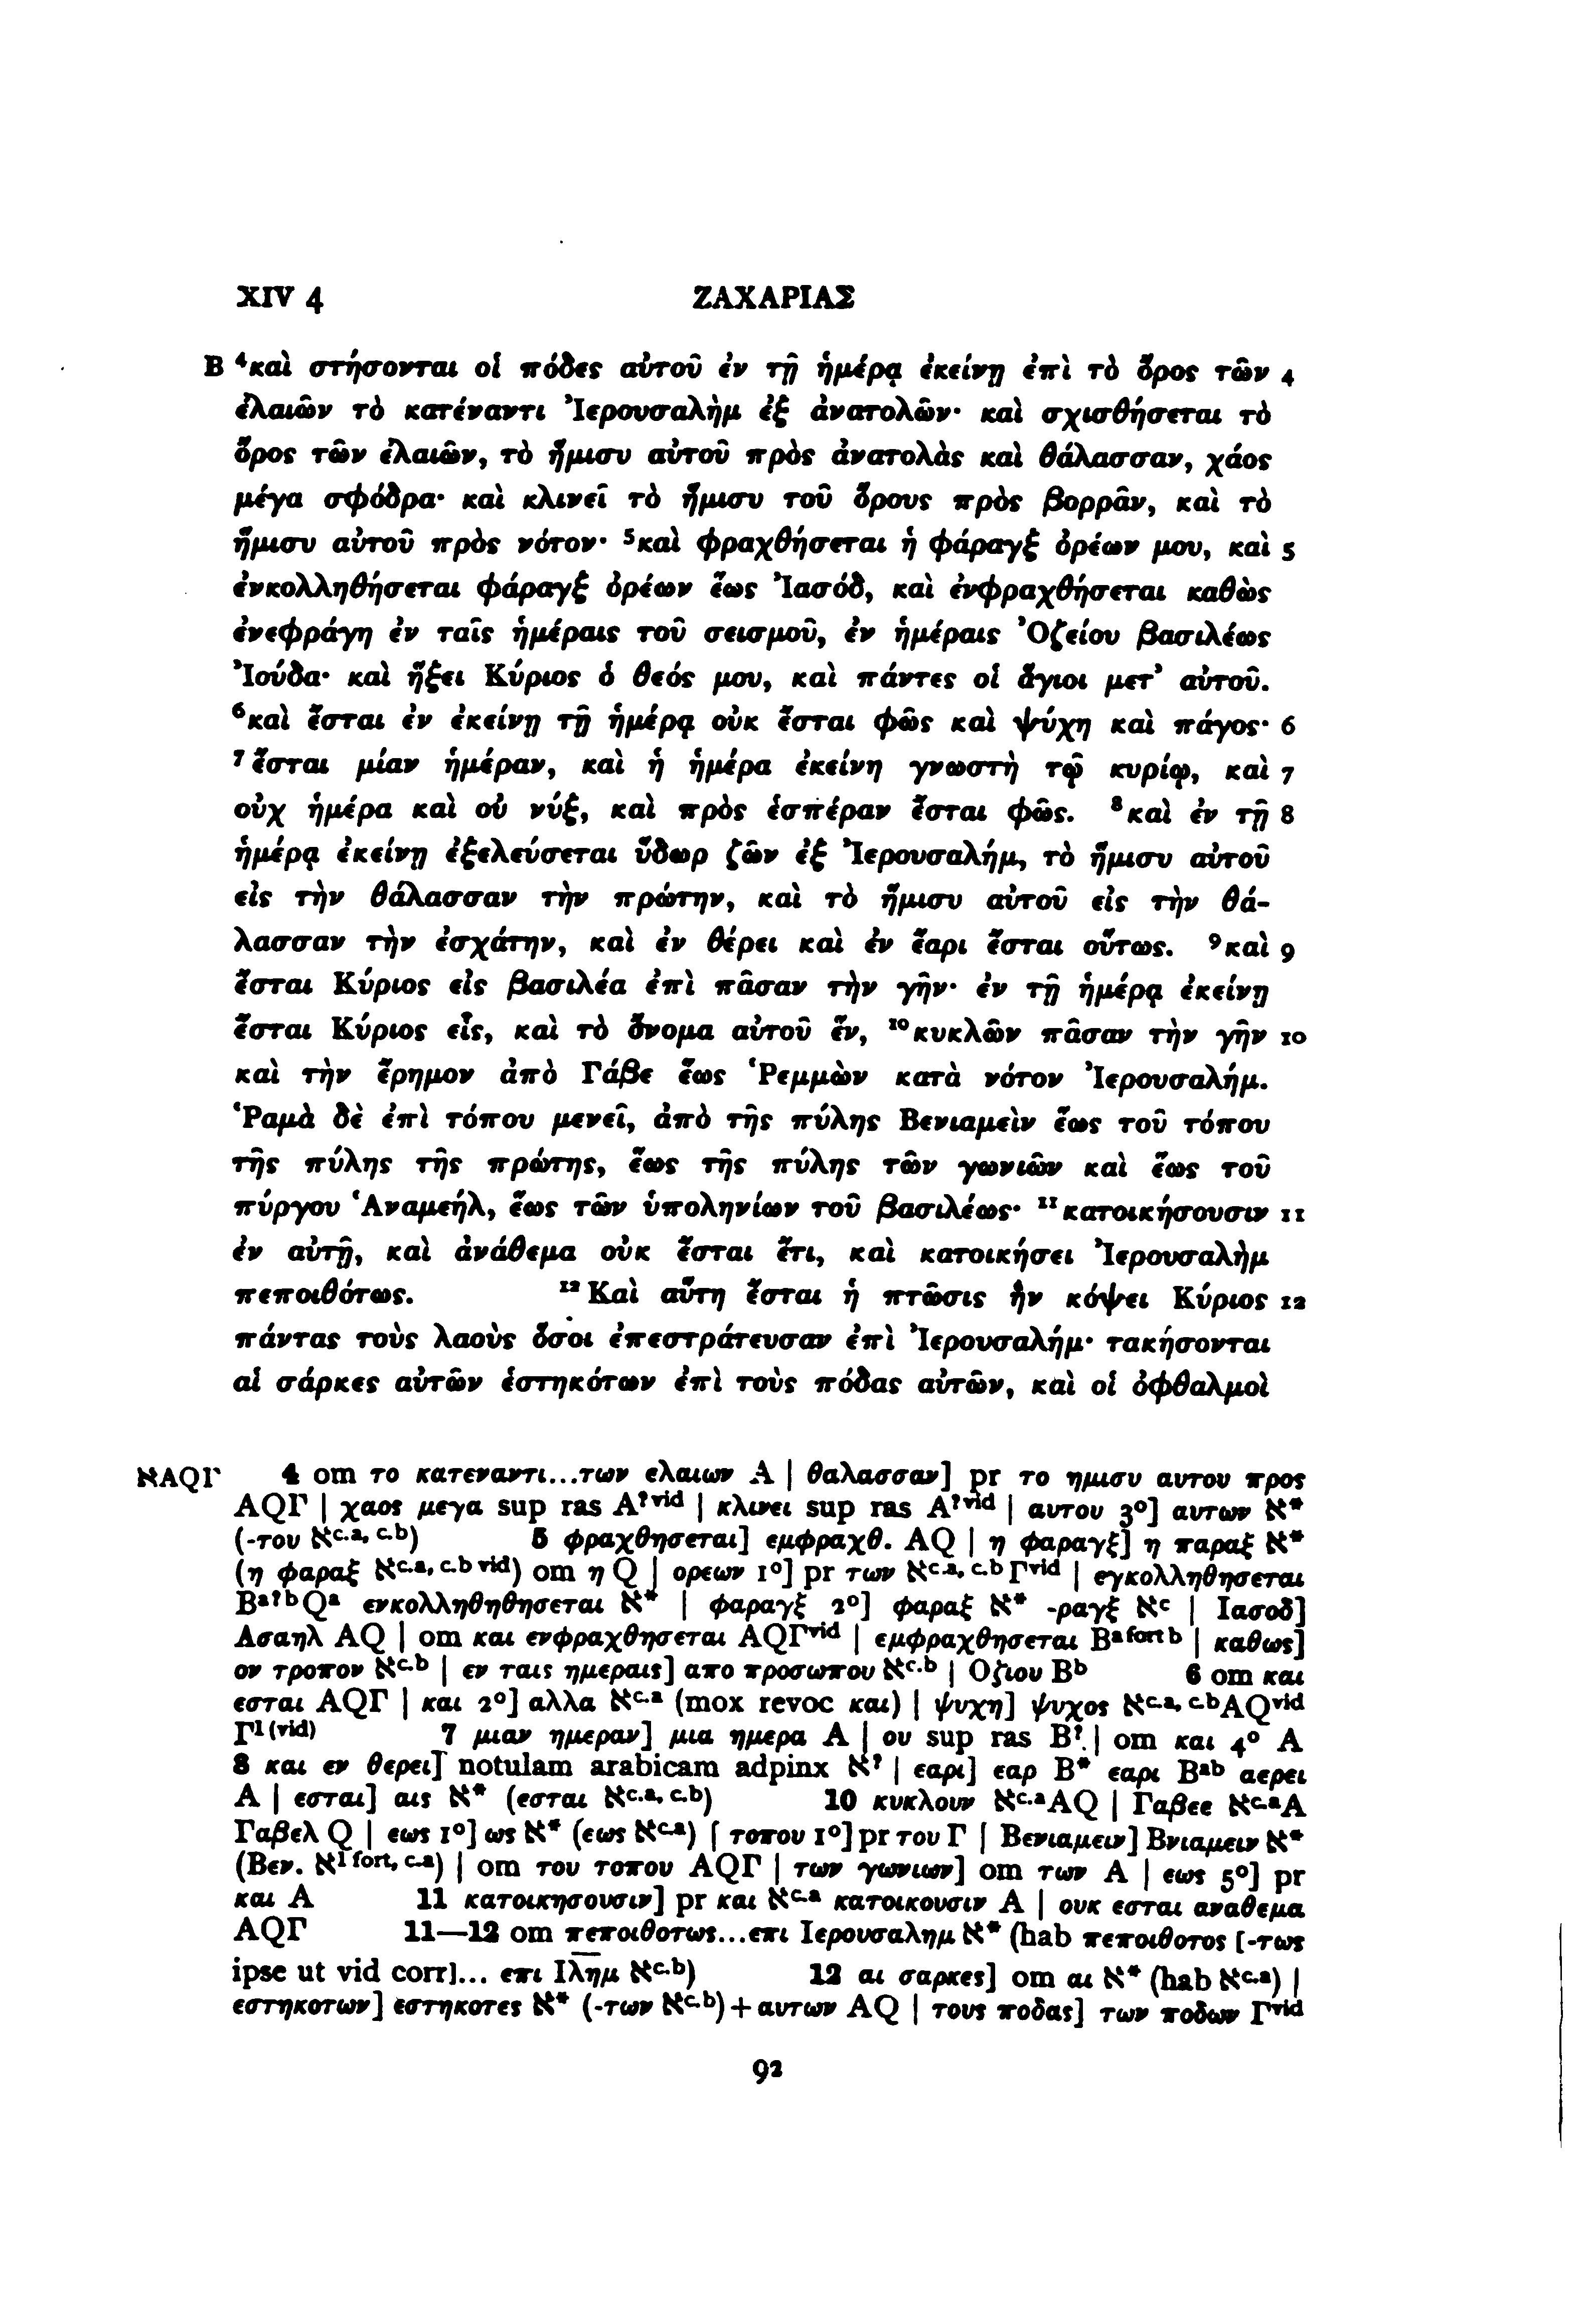 XIV 4 ΖΑΧΑΡΙΑΣ
B ⁴καὶ στήσονται οἱ πόδες αὐτοῦ ἐν τῇ ἡμέρᾳ ἐκείνῃ ἐπὶ τὸ ὄρος τῶν 4
ἐλαιῶν τὸ κατέναντι Ἰερουσαλὴμ ἐξ ἀνατολῶν· καὶ σχισθήσεται τὸ
ὄρος τῶν ἐλαιῶν, τὸ ἥμισυ αὐτοῦ πρὸς ἀνατολὰς καὶ θάλασσαν, χάος
μέγα σφόδρα· καὶ κλινεῖ τὸ ἥμισυ τοῦ ὄρους πρὸς βορρᾶν, καὶ τὸ
ἥμισυ αὐτοῦ πρὸς νότον· ⁵καὶ φραχθήσεται ἡ φάραγξ ὀρέων μου, καὶ 5
ἐνκολληθήσεται φάραγξ ὀρέων ἕως Ἰασόδ, καὶ ἐνφραχθήσεται καθὼς
ἐνεφράγη ἐν ταῖς ἡμέραις τοῦ σεισμοῦ, ἐν ἡμέραις Ὀζείου βασιλέως
Ἰούδα· καὶ ἥξει Κύριος ὁ θεός μου, καὶ πάντες οἱ ἅγιοι μετ’ αὐτοῦ.
⁶καὶ ἔσται ἐν ἐκείνῃ τῇ ἡμέρᾳ οὐκ ἔσται φῶς καὶ ψύχη καὶ πάγος· 6
⁷ἔσται μίαν ἡμέραν, καὶ ἡ ἡμέρα ἐκείνη γνωστὴ τῷ κυρίῳ, καὶ 7
οὐχ ἡμέρα καὶ οὐ νύξ, καὶ πρὸς ἑσπέραν ἔσται φῶς. ⁸καὶ ἐν τῇ 8
ἡμέρᾳ ἐκείνῃ ἐξελεύσεται ὕδωρ ζῶν ἐξ Ἰερουσαλήμ, τὸ ἥμισυ αὐτοῦ
εἰς τὴν θάλασσαν τὴν πρώτην, καὶ τὸ ἥμισυ αὐτοῦ εἰς τὴν θά-
λασσαν τὴν ἐσχάτην, καὶ ἐν θέρει καὶ ἐν ἔαρι ἔσται οὕτως. ⁹καὶ 9
ἔσται Κύριος εἰς βασιλέα ἐπὶ πᾶσαν τὴν γῆν· ἐν τῇ ἡμέρᾳ ἐκείνῃ
ἔσται Κύριος εἷς, καὶ τὸ ὄνομα αὐτοῦ ἕν, ¹⁰κυκλῶν πᾶσαν τὴν γῆν 10
καὶ τὴν ἔρημον ἀπὸ Γάβε ἕως Ῥεμμὼν κατὰ νότον Ἰερουσαλήμ.
Ῥαμὰ δὲ ἐπὶ τόπου μενεῖ, ἀπὸ τῆς πύλης Βενιαμεὶν ἕως τοῦ τόπου
τῆς πύλης τῆς πρώτης, ἕως τῆς πύλης τῶν γωνιῶν καὶ ἕως τοῦ
πύργου Ἁναμεήλ, ἕως τῶν ὑποληνίων τοῦ βασιλέως· ¹¹κατοικήσουσιν 11
ἐν αὐτῇ, καὶ ἀνάθεμα οὐκ ἔσται ἔτι, καὶ κατοικήσει Ἰερουσαλὴμ
πεποιθότως. ¹²Καὶ αὕτη ἔσται ἡ πτῶσις ἣν κόψει Κύριος 12
πάντας τοὺς λαοὺς ὅσοι ἐπεστράτευσαν ἐπὶ Ἰερουσαλήμ· τακήσονται
αἱ σάρκες αὐτῶν ἑστηκότων ἐπὶ τοὺς πόδας αὐτῶν, καὶ οἱ ὀφθαλμοὶ
ℵAQΓ 4 om το κατεναντι...των ελαιων A | θαλασσαν] pr το ημισυ αυτου προς
AQΓ | χαος μεγα sup ras A?vid | κλινει sup ras A?vid | αυτου 3°] αυτων ℵ*
(-του ℵc.a, c.b) 5 φραχθησεται] εμφραχθ. AQ | η φαραγξ] η παραξ ℵ*
(η φαραξ ℵc.a, c.b vid) om η Q | ορεων 1°] pr των ℵc.a, c.b Γvid | εγκολληθησεται
Ba?b Qa ενκολληθηθησεται ℵ* | φαραγξ 2°] φαραξ ℵ* -ραγξ ℵc | Ιασοδ]
Ασαηλ AQ | om και ενφραχθησεται AQΓvid | εμφραχθησεται Ba fort b | καθως]
ον τροπον ℵc.b | εν ταις ημεραις] απο προσωπου ℵc.b | Οζιου Bb 6 om και
εσται AQΓ | και 2°] αλλα ℵc.a (mox revoc και) | ψυχη] ψυχος ℵc.a, c.b AQvid
Γ1 (vid) 7 μιαν ημεραν] μια ημερα A | ου sup ras B? | om και 4° A
8 και εν θερει] notulam arabicam adpinx ℵ? | εαρι] εαρ B* εαρι Bab αερει
A | εσται] αις ℵ* (εσται ℵc.a, c.b) 10 κυκλουν ℵc.a AQ | Γαβεε ℵc.a A
Γαβελ Q | εως 1°] ως ℵ* (εως ℵc.a) | τοπου 1°] pr του Γ | Βενιαμειν] Βνιαμειν ℵ*
(Βεν. ℵ1 fort, c.a) | om του τοπου AQΓ | των γωνιων] om των A | εως 5°] pr
και A 11 κατοικησουσιν] pr και ℵc.a κατοικουσιν A | ουκ εσται αναθεμα
AQΓ 11—12 om πεποιθοτως...επι Ιερουσαλημ ℵ* (hab πεποιθοτος [-τως
ipse ut vid corr]... επι Ιλημ ℵc.b) 12 αι σαρκες] om αι ℵ* (hab ℵc.a) |
εστηκοτων] εστηκοτες ℵ* (-των ℵc.b) + αυτων AQ | τους ποδας] των ποδων Γvid
92